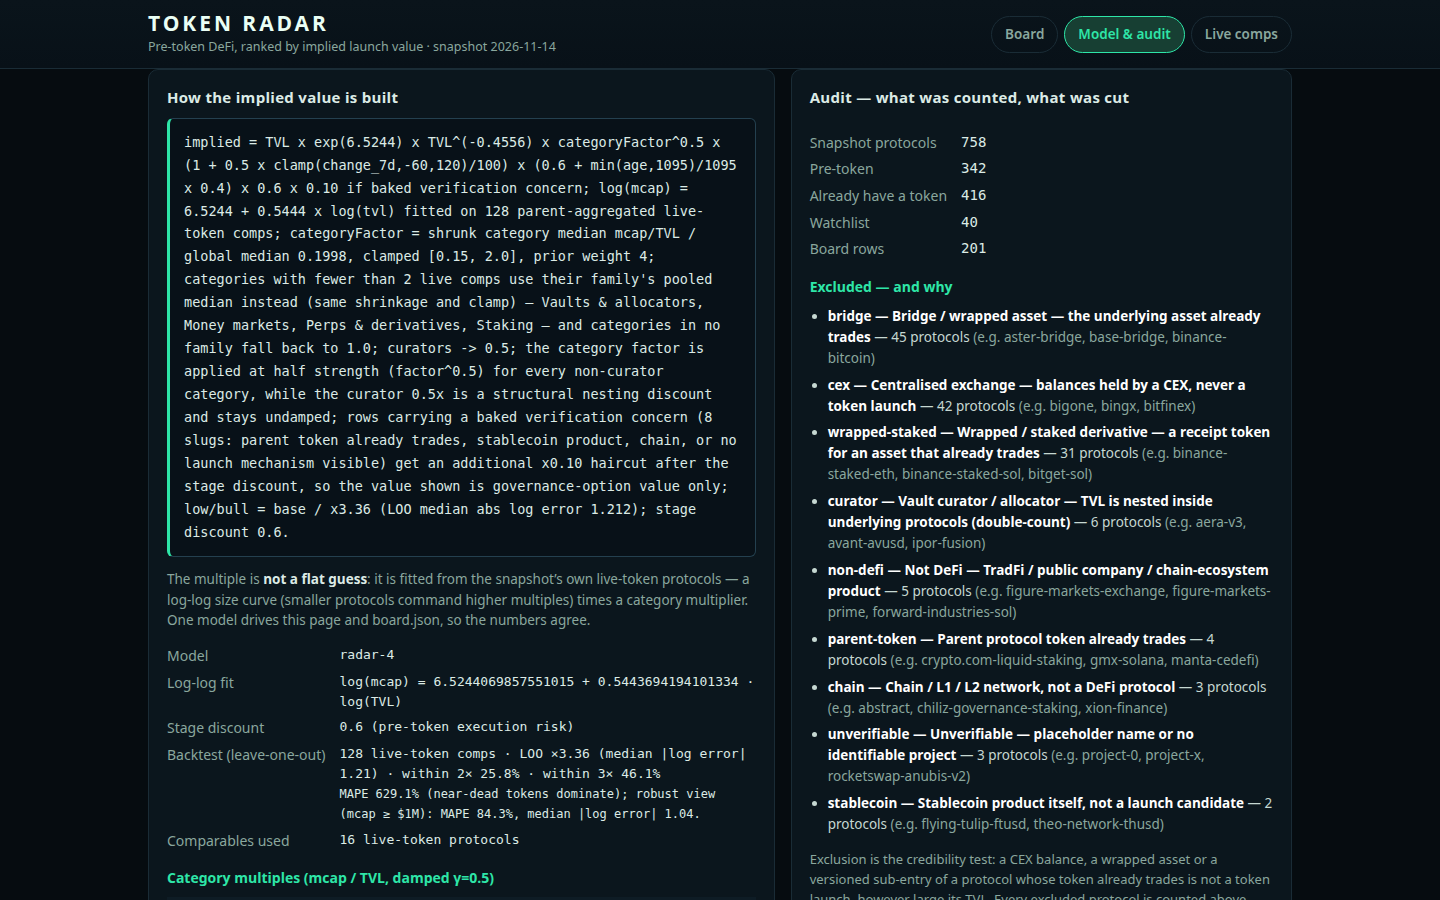 TOKEN RADAR
Pre-token DeFi, ranked by implied launch value · snapshot 2026-11-14
Board
Model & audit
Live comps
How the implied value is built
implied = TVL x exp(6.5244) x TVL^(-0.4556) x categoryFactor^0.5 x
(1 + 0.5 x clamp(change_7d,-60,120)/100) x (0.6 + min(age,1095)/1095
x 0.4) x 0.6 x 0.10 if baked verification concern; log(mcap) =
6.5244 + 0.5444 x log(tvl) fitted on 128 parent-aggregated live-
token comps; categoryFactor = shrunk category median mcap/TVL /
global median 0.1998, clamped [0.15, 2.0], prior weight 4;
categories with fewer than 2 live comps use their family's pooled
median instead (same shrinkage and clamp) — Vaults & allocators,
Money markets, Perps & derivatives, Staking — and categories in no
family fall back to 1.0; curators -> 0.5; the category factor is
applied at half strength (factor^0.5) for every non-curator
category, while the curator 0.5x is a structural nesting discount
and stays undamped; rows carrying a baked verification concern (8
slugs: parent token already trades, stablecoin product, chain, or no
launch mechanism visible) get an additional x0.10 haircut after the
stage discount, so the value shown is governance-option value only;
low/bull = base / x3.36 (LOO median abs log error 1.212); stage
discount 0.6.
The multiple is not a flat guess: it is fitted from the snapshot's own live-token protocols — a
log-log size curve (smaller protocols command higher multiples) times a category multiplier.
One model drives this page and board.json, so the numbers agree.
Model radar-4
Log-log fit log(mcap) = 6.5244069857551015 + 0.5443694194101334 ·
log(TVL)
Stage discount 0.6 (pre-token execution risk)
Backtest (leave-one-out) 128 live-token comps · LOO ×3.36 (median |log error|
1.21) · within 2× 25.8% · within 3× 46.1%
MAPE 629.1% (near-dead tokens dominate); robust view
(mcap ≥ $1M): MAPE 84.3%, median |log error| 1.04.
Comparables used 16 live-token protocols
Category multiples (mcap / TVL, damped γ=0.5)
Audit — what was counted, what was cut
Snapshot protocols 758
Pre-token 342
Already have a token 416
Watchlist 40
Board rows 201
Excluded — and why
bridge — Bridge / wrapped asset — the underlying asset already
trades — 45 protocols (e.g. aster-bridge, base-bridge, binance-
bitcoin)
cex — Centralised exchange — balances held by a CEX, never a
token launch — 42 protocols (e.g. bigone, bingx, bitfinex)
wrapped-staked — Wrapped / staked derivative — a receipt token
for an asset that already trades — 31 protocols (e.g. binance-
staked-eth, binance-staked-sol, bitget-sol)
curator — Vault curator / allocator — TVL is nested inside
underlying protocols (double-count) — 6 protocols (e.g. aera-v3,
avant-avusd, ipor-fusion)
non-defi — Not DeFi — TradFi / public company / chain-ecosystem
product — 5 protocols (e.g. figure-markets-exchange, figure-markets-
prime, forward-industries-sol)
parent-token — Parent protocol token already trades — 4
protocols (e.g. crypto.com-liquid-staking, gmx-solana, manta-cedefi)
chain — Chain / L1 / L2 network, not a DeFi protocol — 3 protocols
(e.g. abstract, chiliz-governance-staking, xion-finance)
unverifiable — Unverifiable — placeholder name or no
identifiable project — 3 protocols (e.g. project-0, project-x,
rocketswap-anubis-v2)
stablecoin — Stablecoin product itself, not a launch candidate — 2
protocols (e.g. flying-tulip-ftusd, theo-network-thusd)
Exclusion is the credibility test: a CEX balance, a wrapped asset or a
versioned sub-entry of a protocol whose token already trades is not a token
launch, however large its TVL. Every excluded protocol is counted above